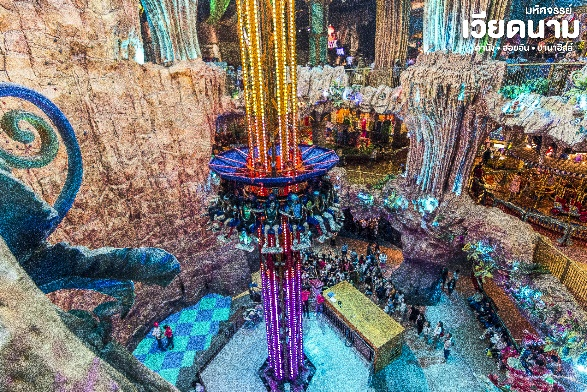 มหัศจรรย์
เวียดนาม
ดานัง • ฮอยอัน • บานาฮิลล์